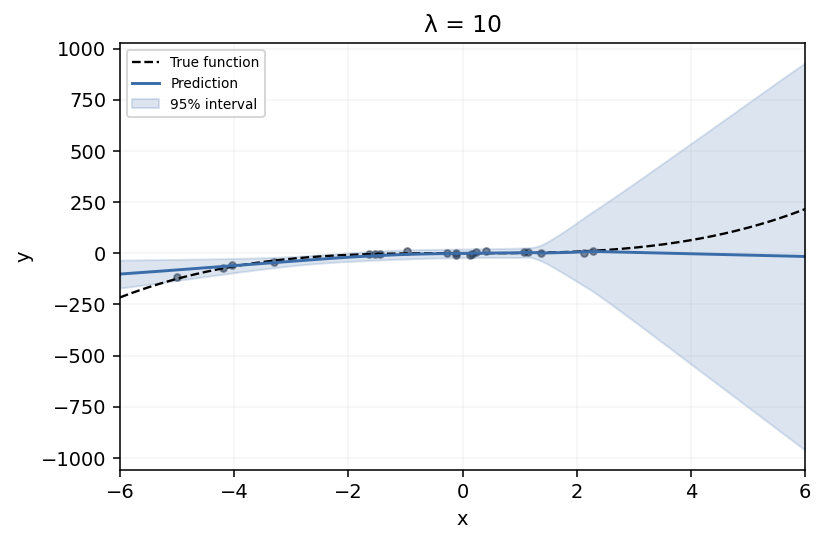 λ = 10
True function
Prediction
95% interval
1000
750
500
250
0
−250
−500
−750
−1000
y
−6 −4 −2 0 2 4 6
x